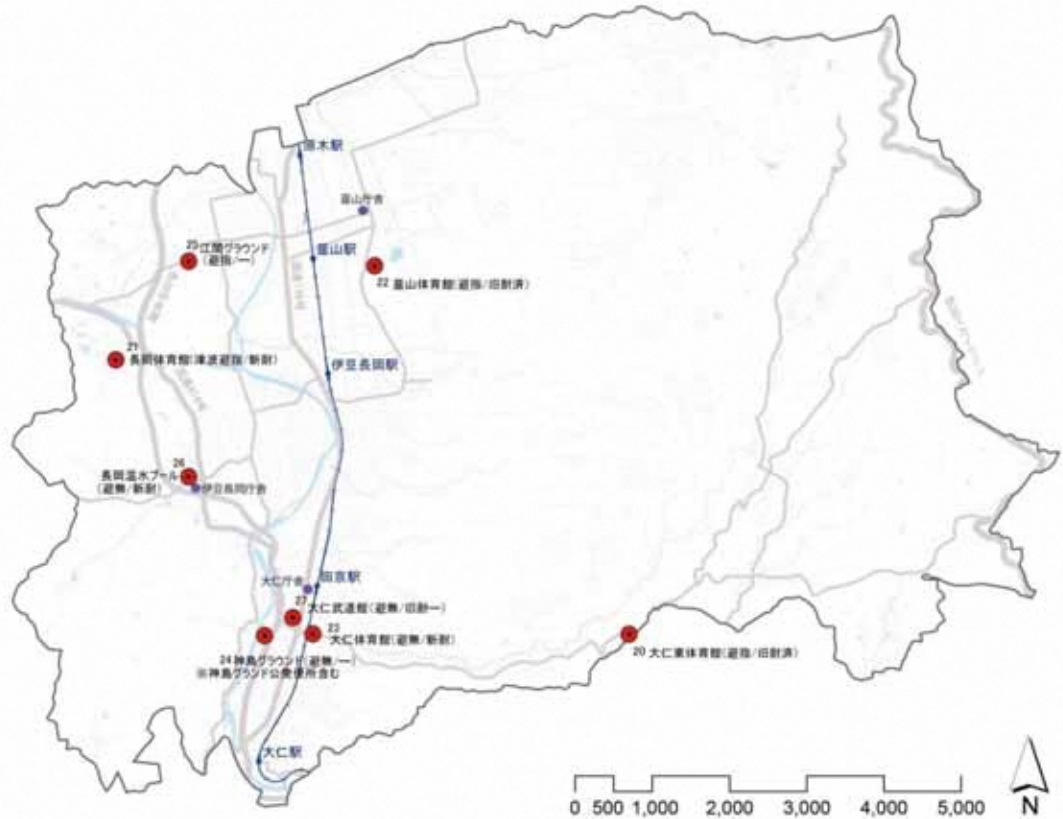 原木駅
韮山庁舎
韮山駅
25 江間グラウンド
(避指/ー)
22 韮山体育館(避指/旧耐済)
21
長岡体育館(津波避指/新耐)
伊豆長岡駅
26
長岡温水プール
(避無/新耐)
伊豆長岡庁舎
大仁庁舎
田京駅
27
大仁武道館(避無/旧耐ー)
23
大仁体育館(避無/新耐)
24 神島グラウンド(避無/ー)
※神島グランド公衆便所含む
20 大仁東体育館(避指/旧耐済)
大仁駅
0 500 1,000 2,000 3,000 4,000 5,000
N